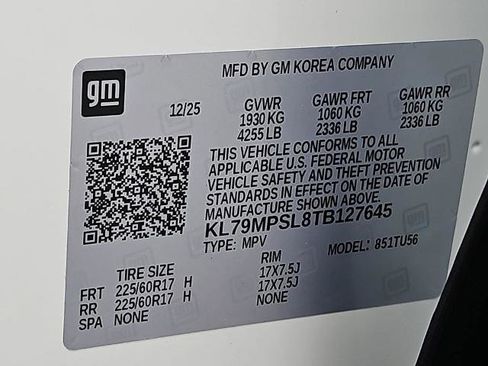 MFD BY GM KOREA COMPANY
gm
12/25 GVWR GAWR FRT GAWR RR
1930 KG 1060 KG 1060 KG
4255 LB 2336 LB 2336 LB
THIS VEHICLE CONFORMS TO ALL
APPLICABLE U.S. FEDERAL MOTOR
VEHICLE SAFETY AND THEFT PREVENTION
STANDARDS IN EFFECT ON THE DATE OF
MANUFACTURE SHOWN ABOVE.
KL79MPSL8TB127645
TYPE: MPV MODEL: 851TU56
TIRE SIZE RIM
FRT 225/60R17 H 17X7.5J
RR 225/60R17 H 17X7.5J
SPA NONE NONE